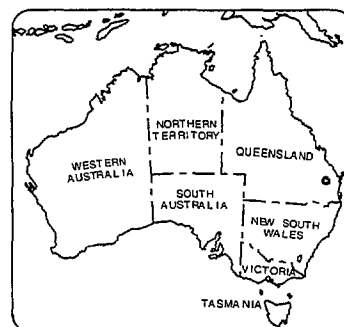 NORTHERN
TERRITORY
QUEENSLAND
WESTERN
AUSTRALIA
SOUTH
AUSTRALIA
NEW SOUTH
WALES
VICTORIA
TASMANIA